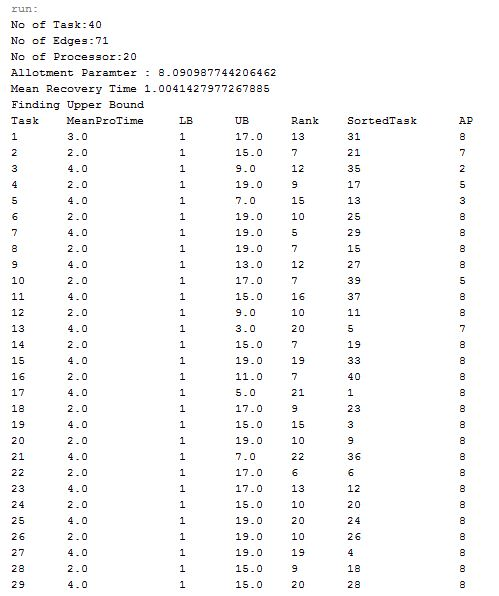 run:
No of Task:40
No of Edges:71
No of Processor:20
Allotment Paramter : 8.090987744206462
Mean Recovery Time 1.0041427977267885
Finding Upper Bound
Task MeanProTime LB UB Rank SortedTask AP
1 3.0 1 17.0 13 31 8
2 2.0 1 15.0 7 21 7
3 4.0 1 9.0 12 35 2
4 2.0 1 19.0 9 17 5
5 4.0 1 7.0 15 13 3
6 2.0 1 19.0 10 25 8
7 4.0 1 19.0 5 29 8
8 2.0 1 19.0 7 15 8
9 4.0 1 13.0 12 27 8
10 2.0 1 17.0 7 39 5
11 4.0 1 15.0 16 37 8
12 2.0 1 9.0 10 11 8
13 4.0 1 3.0 20 5 7
14 2.0 1 15.0 7 19 8
15 4.0 1 19.0 19 33 8
16 2.0 1 11.0 7 40 8
17 4.0 1 5.0 21 1 8
18 2.0 1 17.0 9 23 8
19 4.0 1 15.0 15 3 8
20 2.0 1 19.0 10 9 8
21 4.0 1 7.0 22 36 8
22 2.0 1 17.0 6 6 8
23 4.0 1 17.0 13 12 8
24 2.0 1 15.0 10 20 8
25 4.0 1 19.0 20 24 8
26 2.0 1 19.0 10 26 8
27 4.0 1 19.0 19 4 8
28 2.0 1 15.0 9 18 8
29 4.0 1 15.0 20 28 8